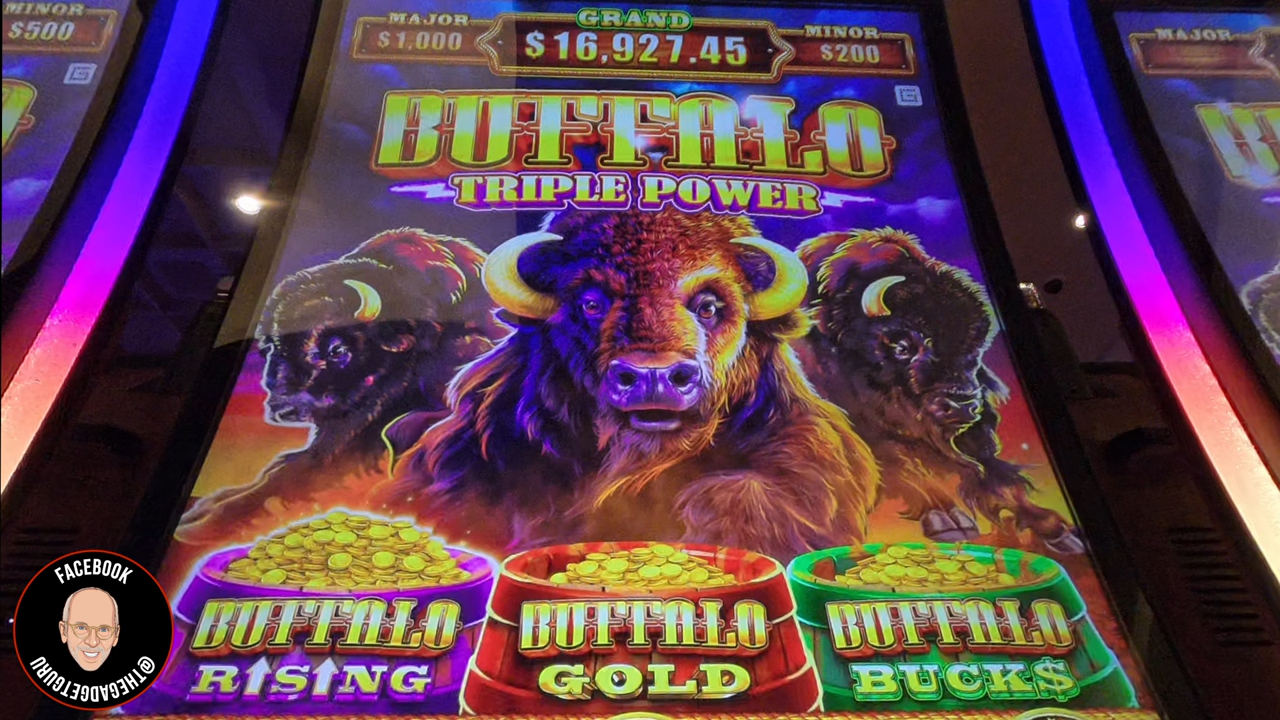 MINOR
$500
MAJOR
$1,000
GRAND
$16,927.45
MINOR
$200
MAJOR
BUFFALO
TRIPLE POWER
BUFFALO
RISING
BUFFALO
GOLD
BUFFALO
BUCK$
FACEBOOK
@THEGADGETGURU